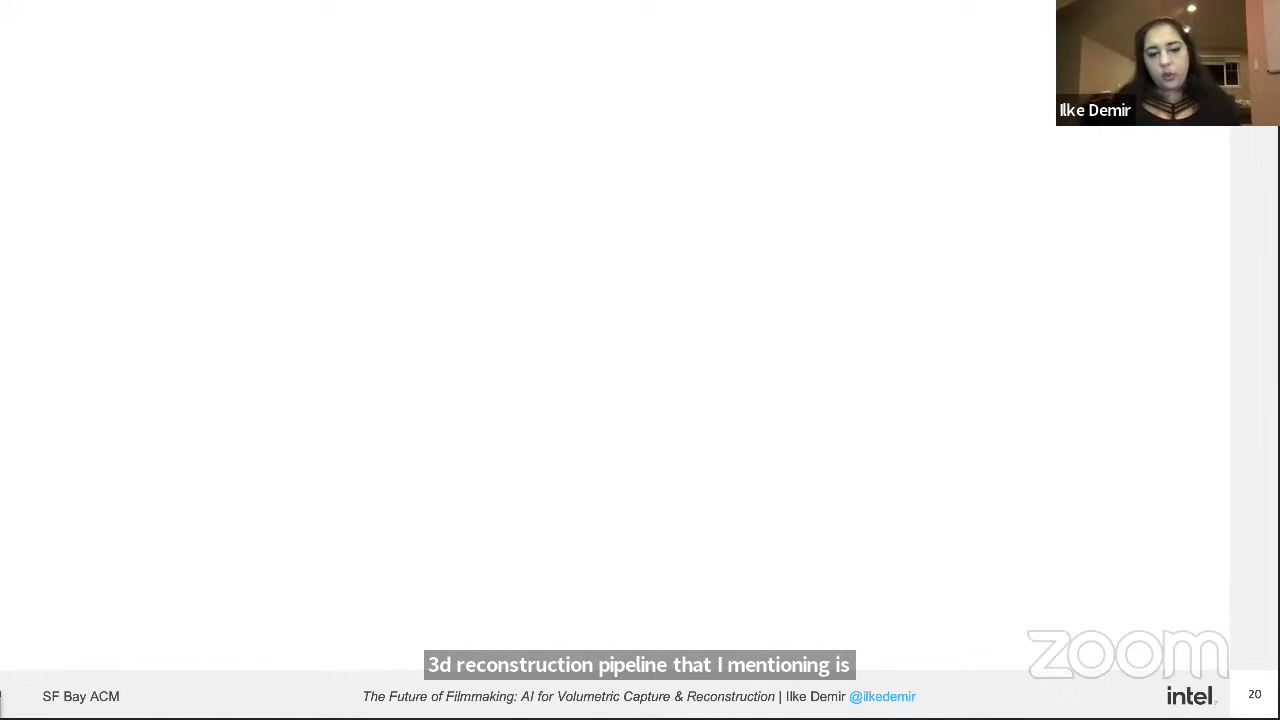 Ilke Demir
zoom
3d reconstruction pipeline that I mentioning is
SF Bay ACM
The Future of Filmmaking: AI for Volumetric Capture & Reconstruction | Ilke Demir @ilkedemir
intel
20